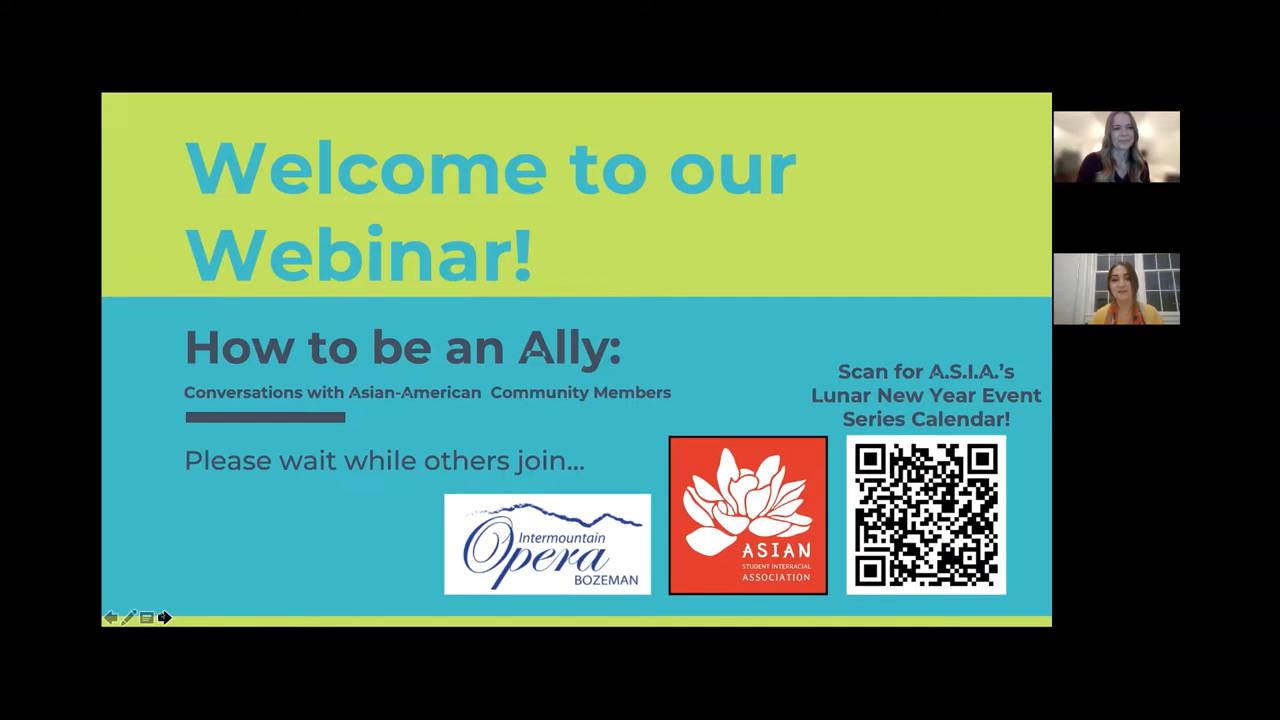 Welcome to our
Webinar!
How to be an Ally:
Conversations with Asian-American Community Members
Please wait while others join...
Scan for A.S.I.A.'s
Lunar New Year Event
Series Calendar!
Intermountain
Opera
BOZEMAN
ASIAN
STUDENT INTERRACIAL
ASSOCIATION